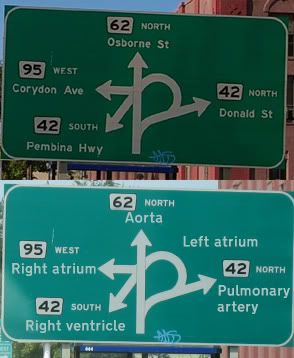 62 NORTH
Osborne St
95 WEST
Corydon Ave
42 NORTH
Donald St
42 SOUTH
Pembina Hwy
62 NORTH
Aorta
Left atrium
95 WEST
Right atrium
42 NORTH
Pulmonary
artery
42 SOUTH
Right ventricle